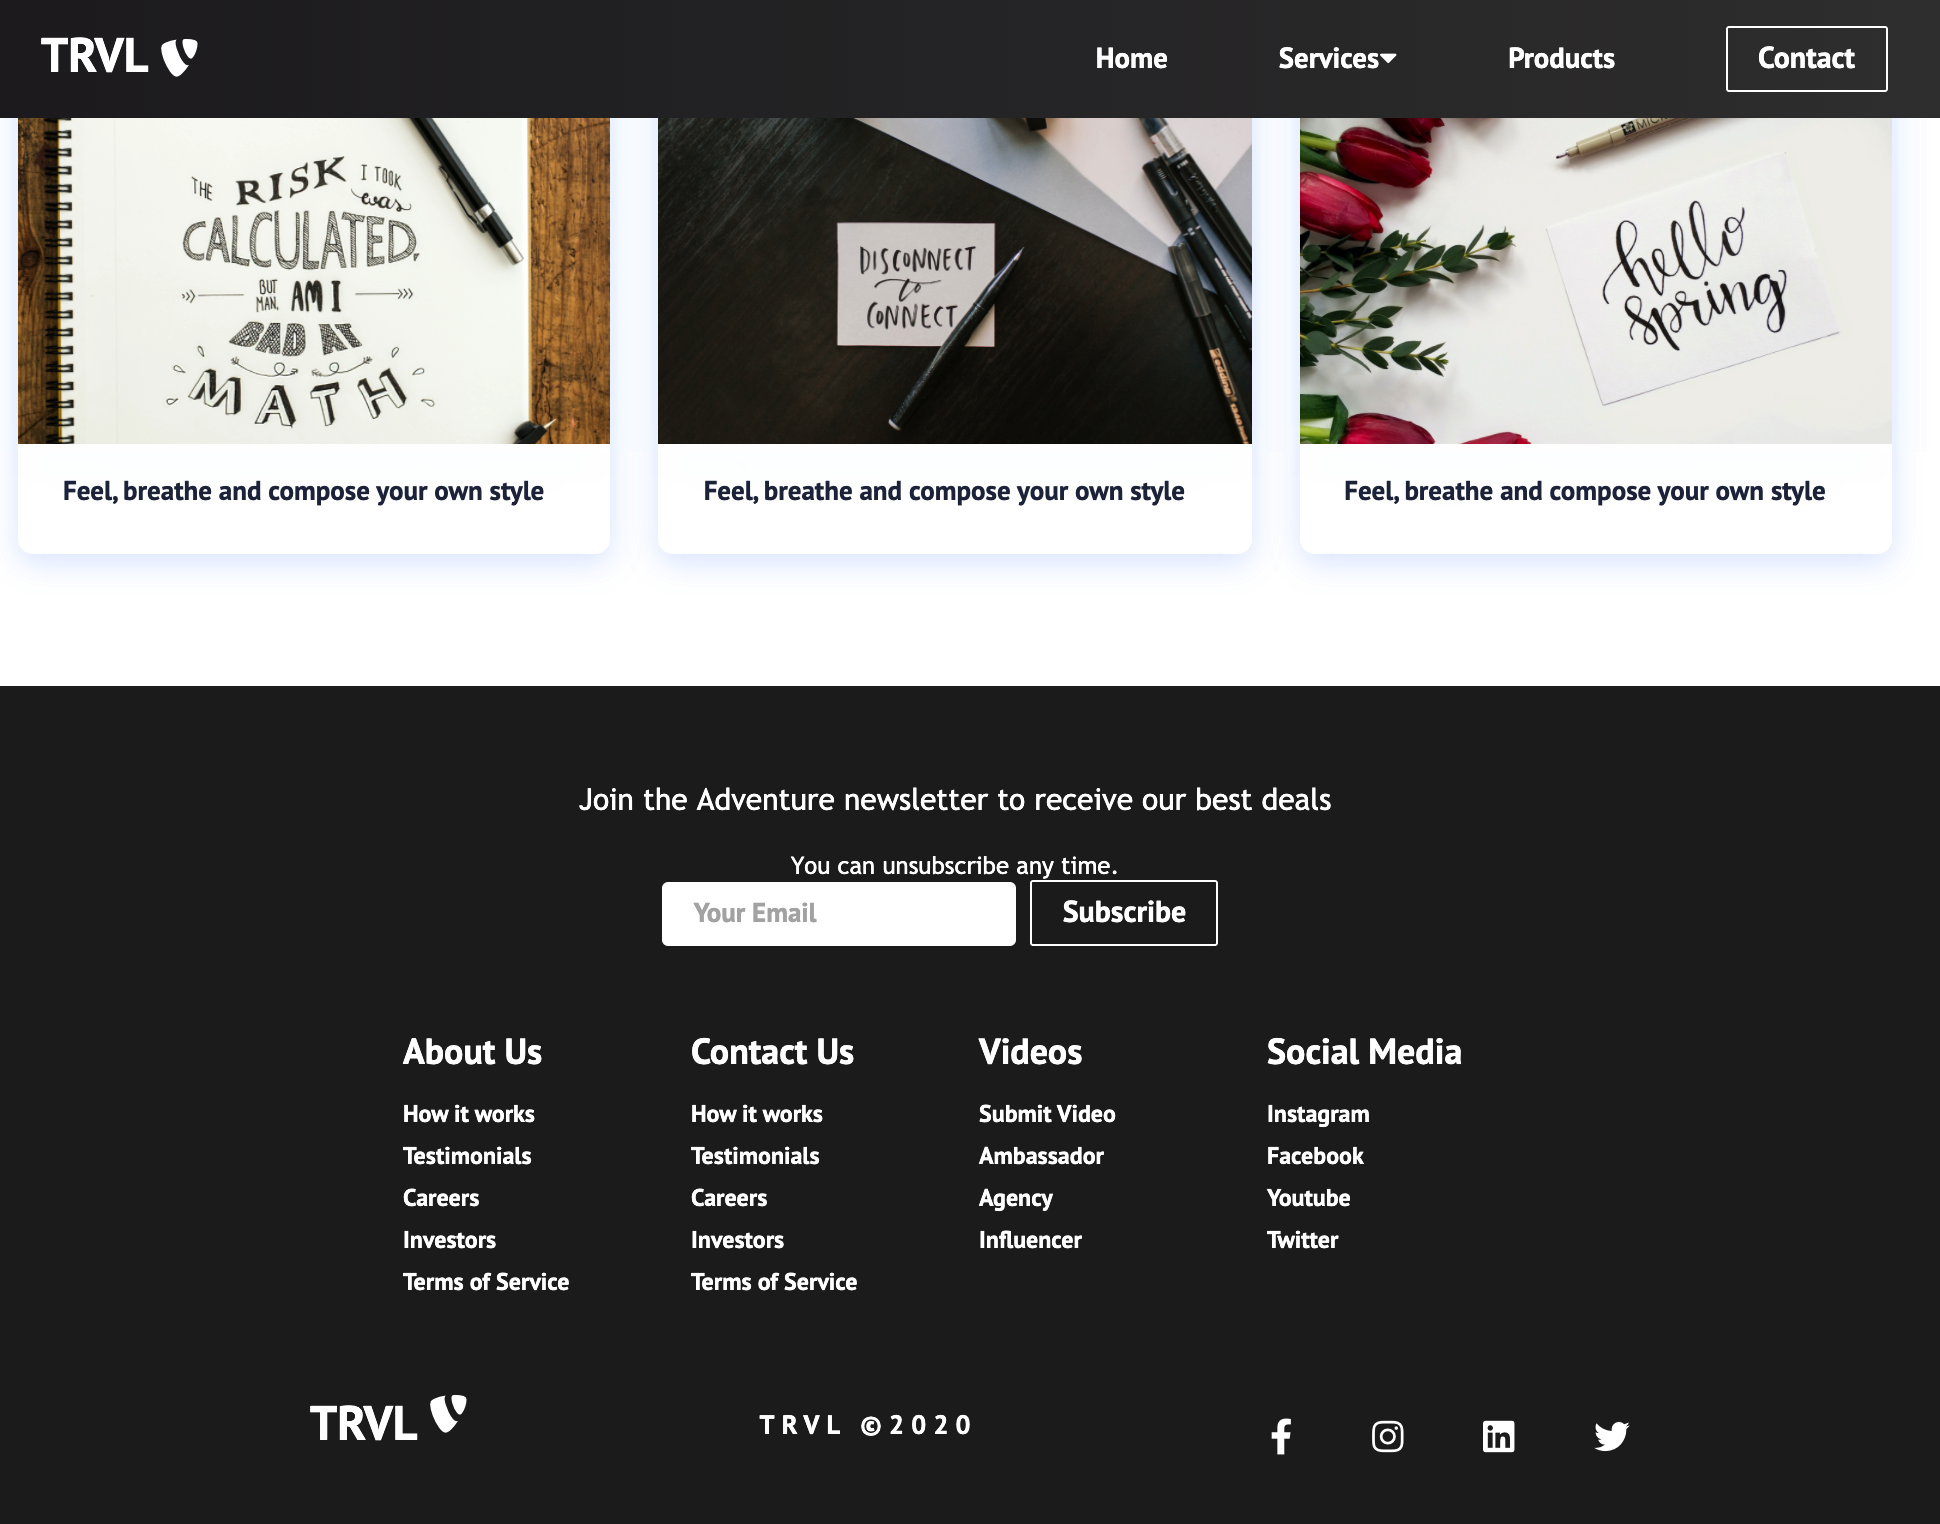 TRVL
Home
Services
Products
Contact
THE RISK I TOOK
was
CALCULATED,
BUT
MAN, AM I
BAD AT
MATH
DISCONNECT
to
CONNECT
hello
spring
Feel, breathe and compose your own style
Feel, breathe and compose your own style
Feel, breathe and compose your own style
Join the Adventure newsletter to receive our best deals
You can unsubscribe any time.
Your Email
Subscribe
About Us
How it works
Testimonials
Careers
Investors
Terms of Service
Contact Us
How it works
Testimonials
Careers
Investors
Terms of Service
Videos
Submit Video
Ambassador
Agency
Influencer
Social Media
Instagram
Facebook
Youtube
Twitter
TRVL
TRVL ©2020